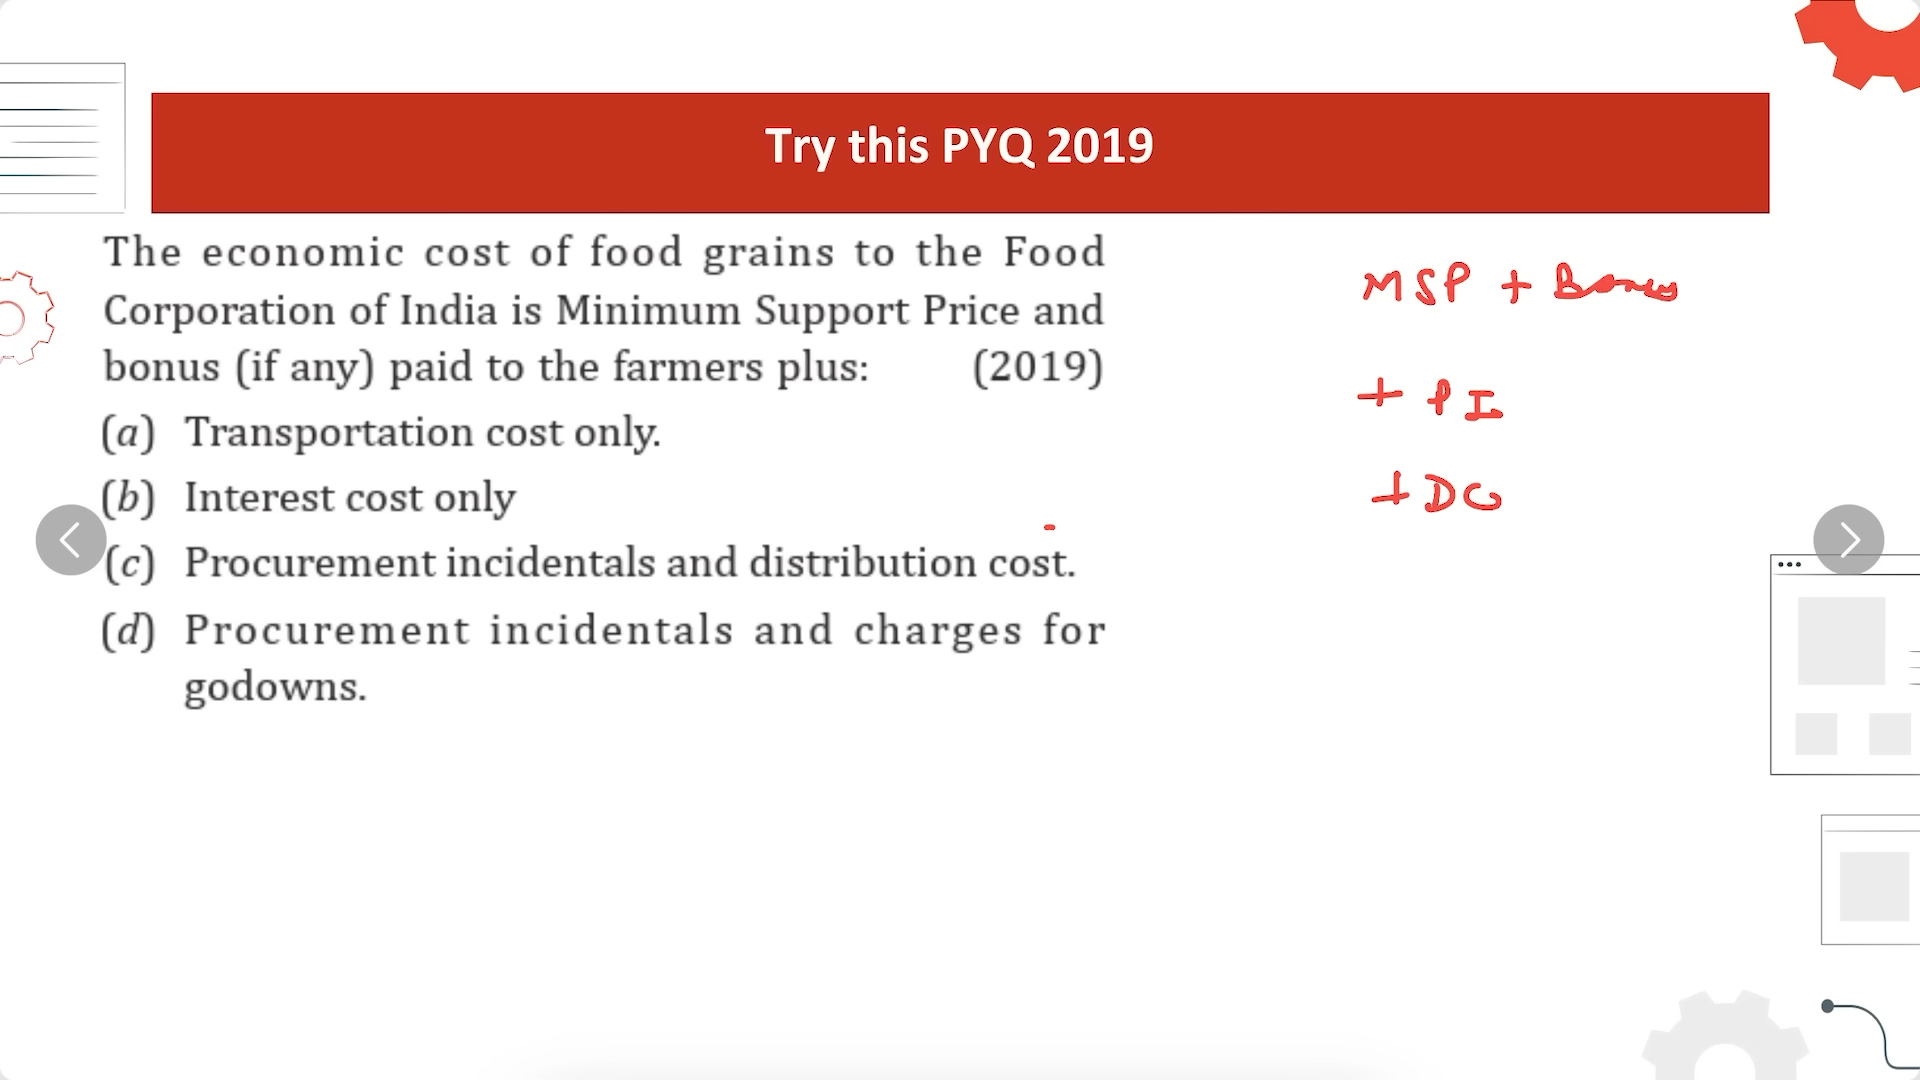 Try this PYQ 2019
The economic cost of food grains to the Food
Corporation of India is Minimum Support Price and
bonus (if any) paid to the farmers plus: (2019)
(a) Transportation cost only.
(b) Interest cost only
(c) Procurement incidentals and distribution cost.
(d) Procurement incidentals and charges for
godowns.
MSP + Bonus
+ PI
+ DC